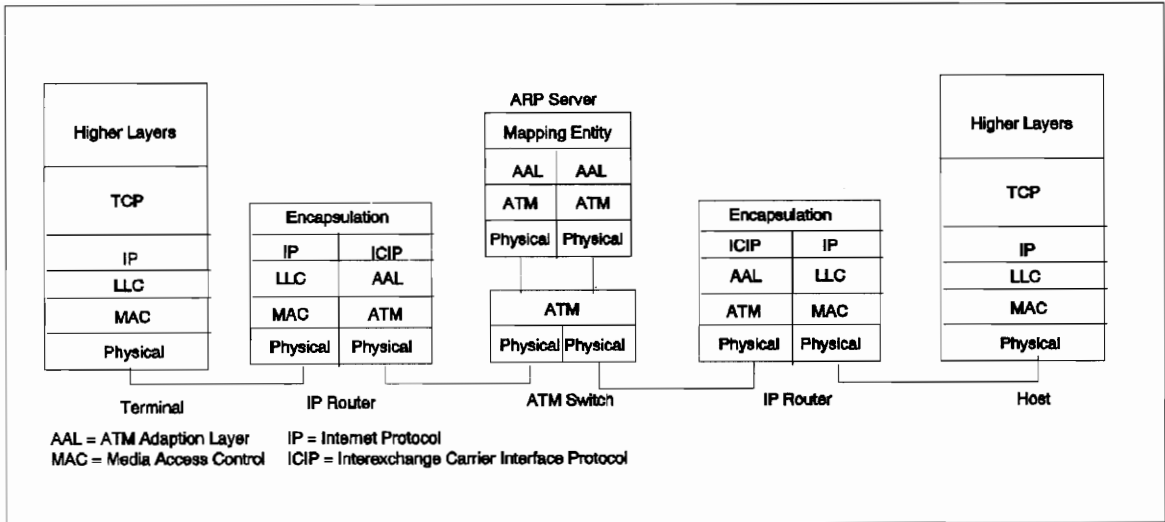 Higher Layers
TCP
IP
LLC
MAC
Physical
Terminal
Encapsulation
IP ICIP
LLC AAL
MAC ATM
Physical Physical
IP Router
ARP Server
Mapping Entity
AAL AAL
ATM ATM
Physical Physical
ATM
Physical Physical
ATM Switch
Encapsulation
ICIP IP
AAL LLC
ATM MAC
Physical Physical
IP Router
Higher Layers
TCP
IP
LLC
MAC
Physical
Host
AAL = ATM Adaption Layer IP = Internet Protocol
MAC = Media Access Control ICIP = Interexchange Carrier Interface Protocol